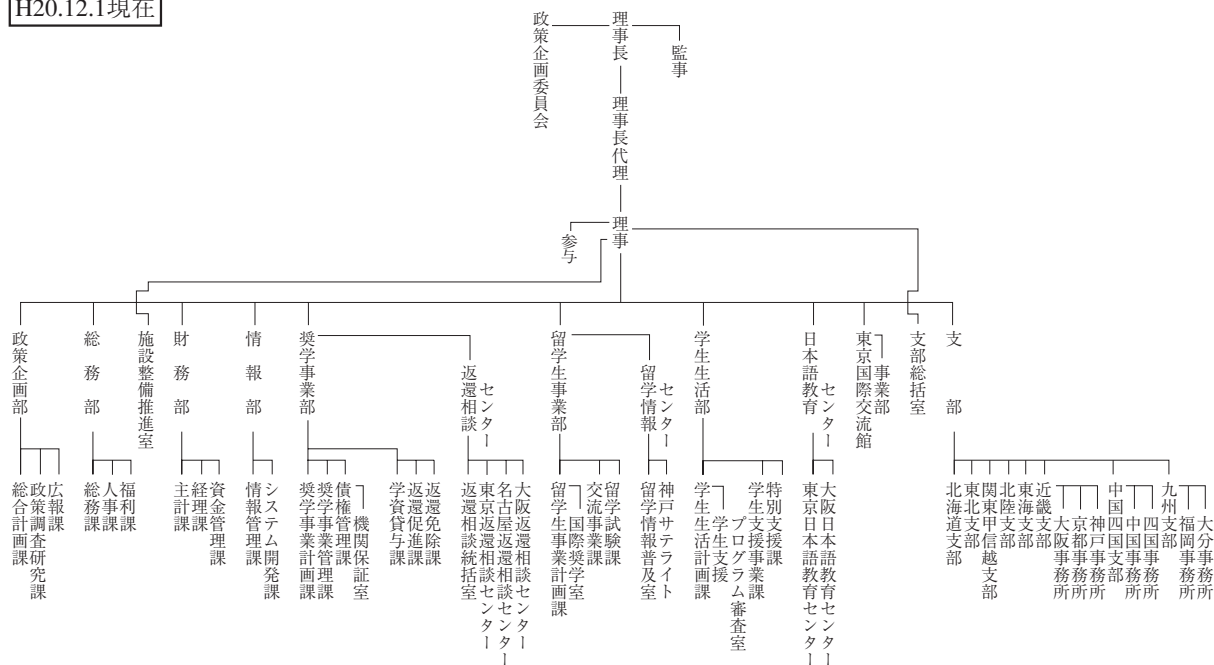 H20.12.1現在
理事長
政策企画委員会
監事
理事長代理
理事
参与
政策企画部
総務部
施設整備推進室
財務部
情報部
奨学事業部
返還相談センター
留学生事業部
留学情報センター
学生生活部
日本語教育センター
東京国際交流館
事業部
支部総括室
支部
総合計画課
政策調査研究課
広報課
総務課
人事課
福利課
主計課
経理課
資金管理課
情報管理課
システム開発課
奨学事業計画課
奨学事業管理課
債権管理課
機関保証室
学資貸与課
返還促進課
返還免除課
返還相談統括室
東京返還相談センター
名古屋返還相談センター
大阪返還相談センター
留学生事業計画課
国際奨学室
交流事業課
留学試験課
留学情報普及室
神戸サテライト
学生生活計画課
学生支援
プログラム審査室
学生支援事業課
特別支援課
東京日本語教育センター
大阪日本語教育センター
北海道支部
東北支部
関東甲信越支部
北陸支部
東海支部
近畿支部
大阪事務所
京都事務所
神戸事務所
中国四国支部
中国事務所
四国事務所
九州支部
福岡事務所
大分事務所